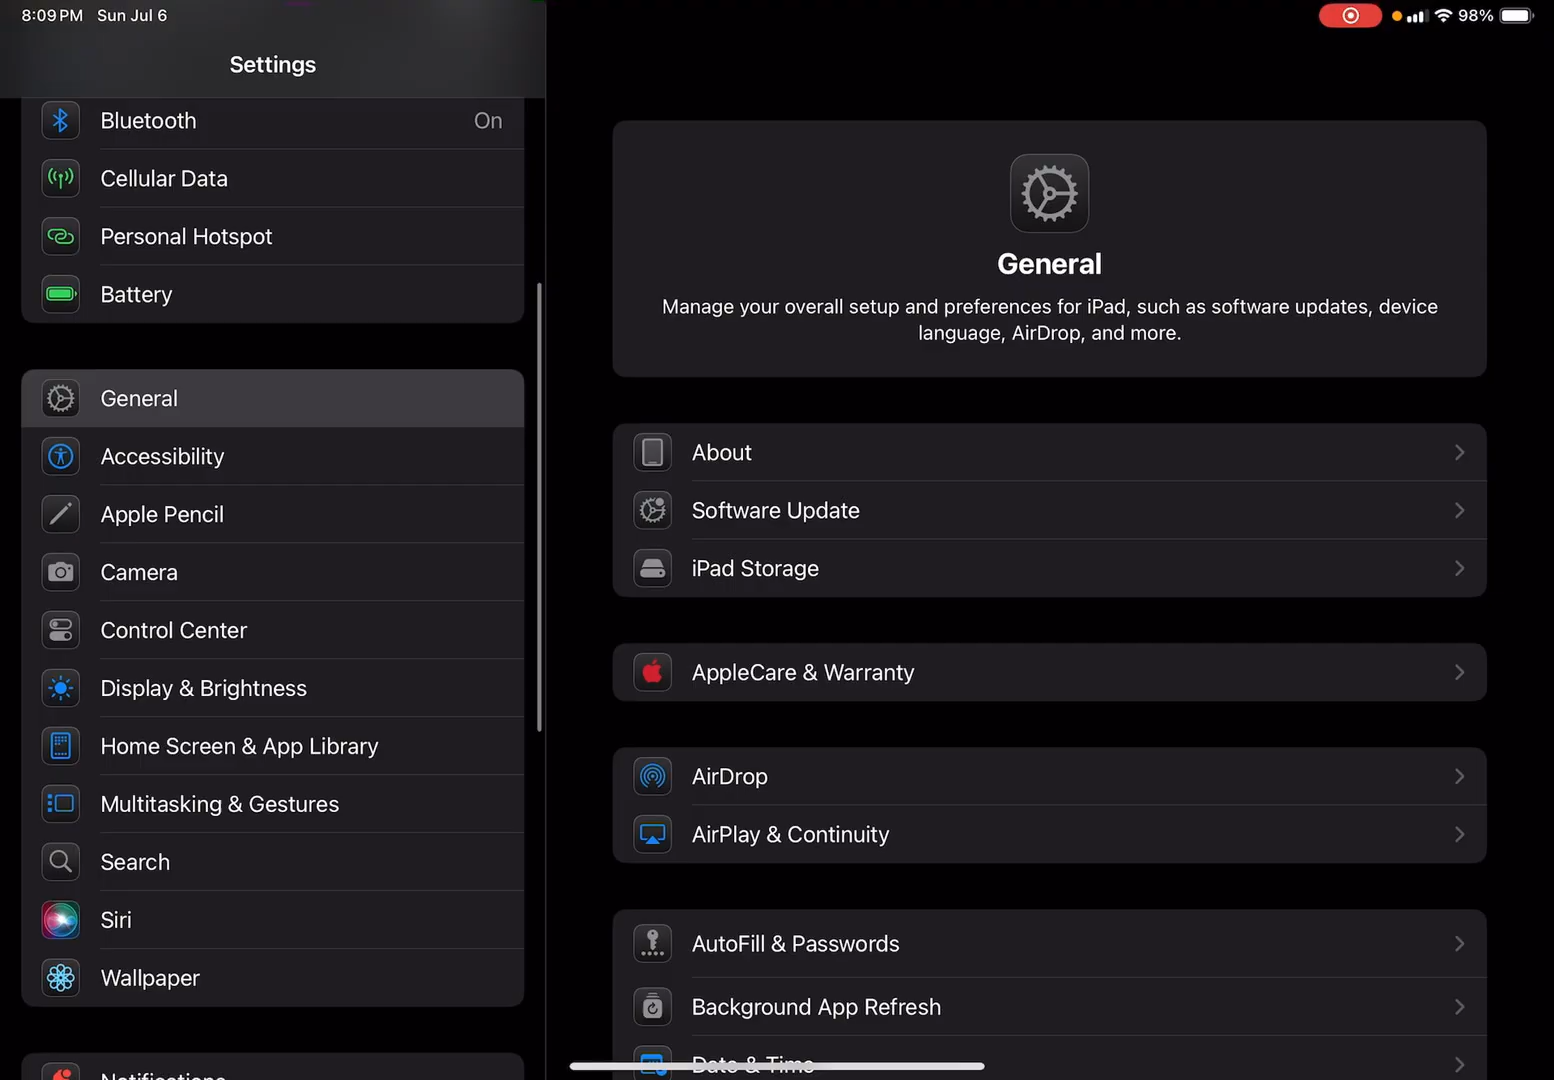 8:09 PM Sun Jul 6
98%
Settings
Bluetooth On
Cellular Data
Personal Hotspot
Battery
General
Accessibility
Apple Pencil
Camera
Control Center
Display & Brightness
Home Screen & App Library
Multitasking & Gestures
Search
Siri
Wallpaper
Notifications
General
Manage your overall setup and preferences for iPad, such as software updates, device
language, AirDrop, and more.
About
Software Update
iPad Storage
AppleCare & Warranty
AirDrop
AirPlay & Continuity
AutoFill & Passwords
Background App Refresh
Date & Time